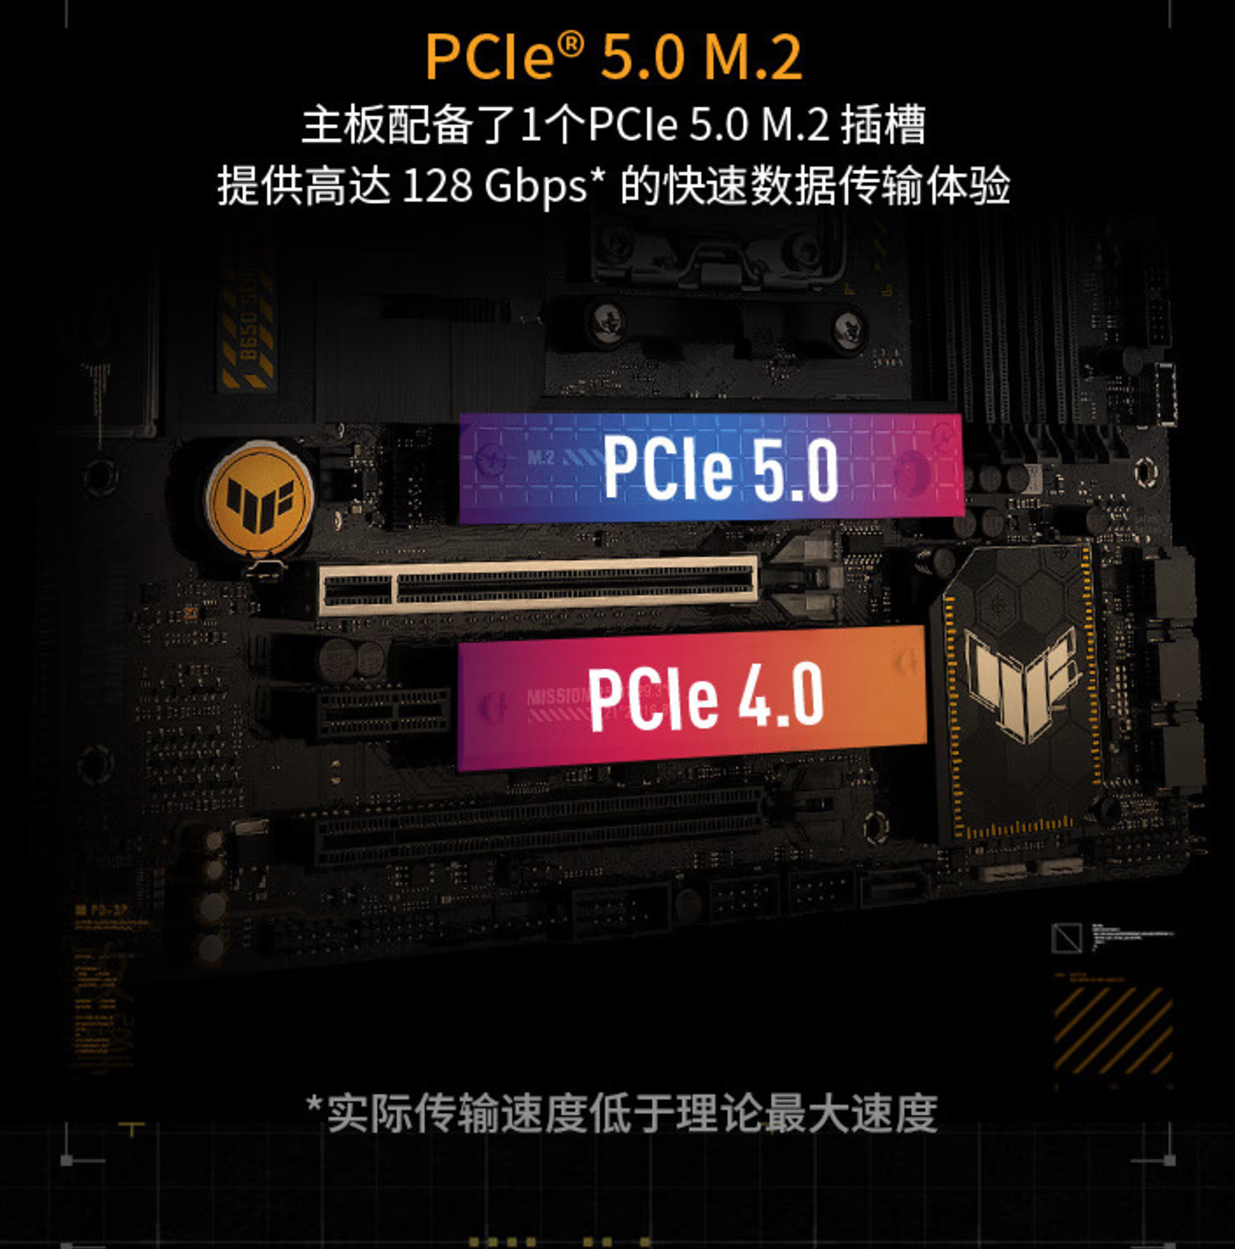 PCIe® 5.0 M.2
主板配备了1个PCIe 5.0 M.2 插槽
提供高达 128 Gbps* 的快速数据传输体验
M.2
PCIe 5.0
PCIe 4.0
MISSION
*实际传输速度低于理论最大速度